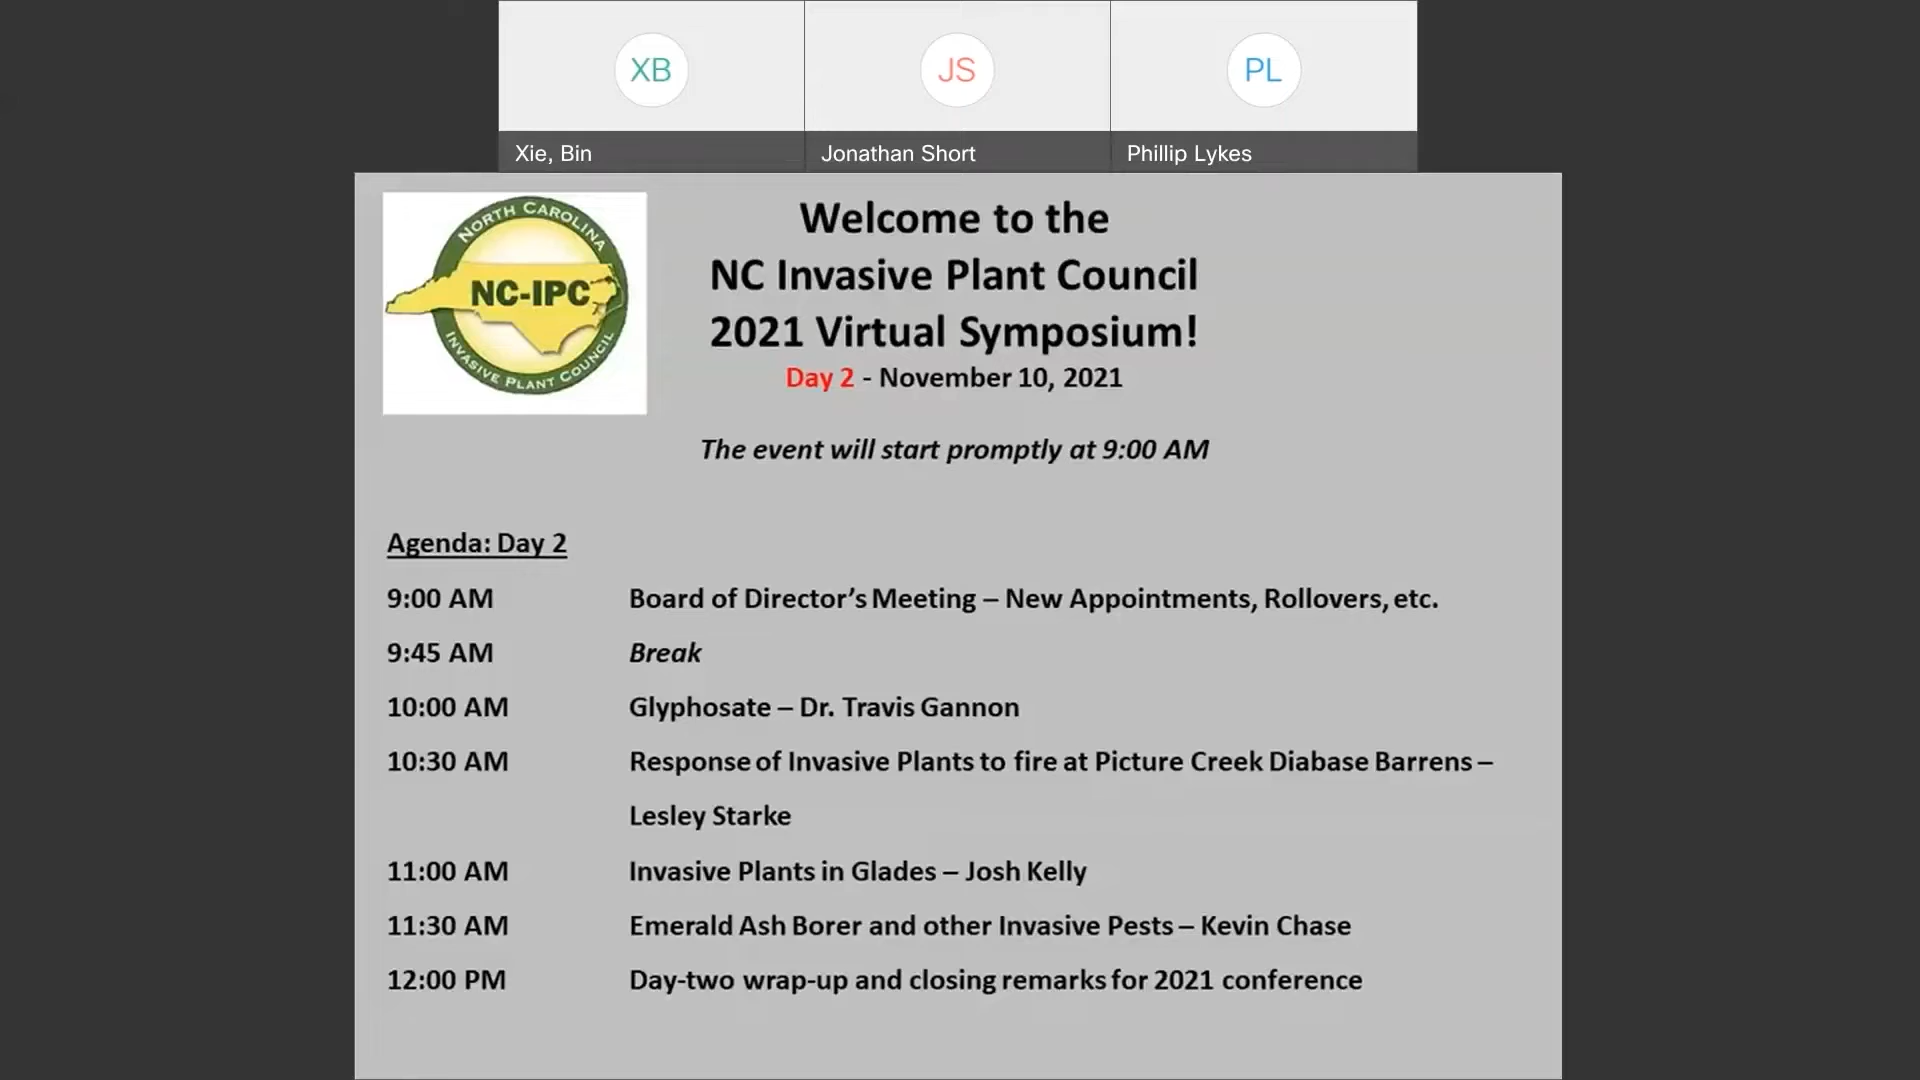 XB
JS
PL
Xie, Bin
Jonathan Short
Phillip Lykes
NORTH CAROLINA
NC-IPC
INVASIVE PLANT COUNCIL
Welcome to the
NC Invasive Plant Council
2021 Virtual Symposium!
Day 2 - November 10, 2021
The event will start promptly at 9:00 AM
Agenda: Day 2
9:00 AM Board of Director’s Meeting – New Appointments, Rollovers, etc.
9:45 AM Break
10:00 AM Glyphosate – Dr. Travis Gannon
10:30 AM Response of Invasive Plants to fire at Picture Creek Diabase Barrens –
Lesley Starke
11:00 AM Invasive Plants in Glades – Josh Kelly
11:30 AM Emerald Ash Borer and other Invasive Pests – Kevin Chase
12:00 PM Day-two wrap-up and closing remarks for 2021 conference